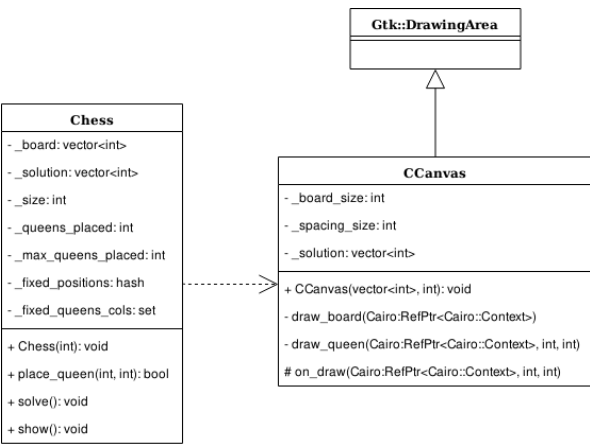 Gtk::DrawingArea
Chess
- _board: vector<int>
- _solution: vector<int>
- _size: int
- _queens_placed: int
- _max_queens_placed: int
- _fixed_positions: hash
- _fixed_queens_cols: set
+ Chess(int): void
+ place_queen(int, int): bool
+ solve(): void
+ show(): void
CCanvas
- _board_size: int
- _spacing_size: int
- _solution: vector<int>
+ CCanvas(vector<int>, int): void
- draw_board(Cairo:RefPtr<Cairo::Context>)
- draw_queen(Cairo:RefPtr<Cairo::Context>, int, int)
# on_draw(Cairo:RefPtr<Cairo::Context>, int, int)